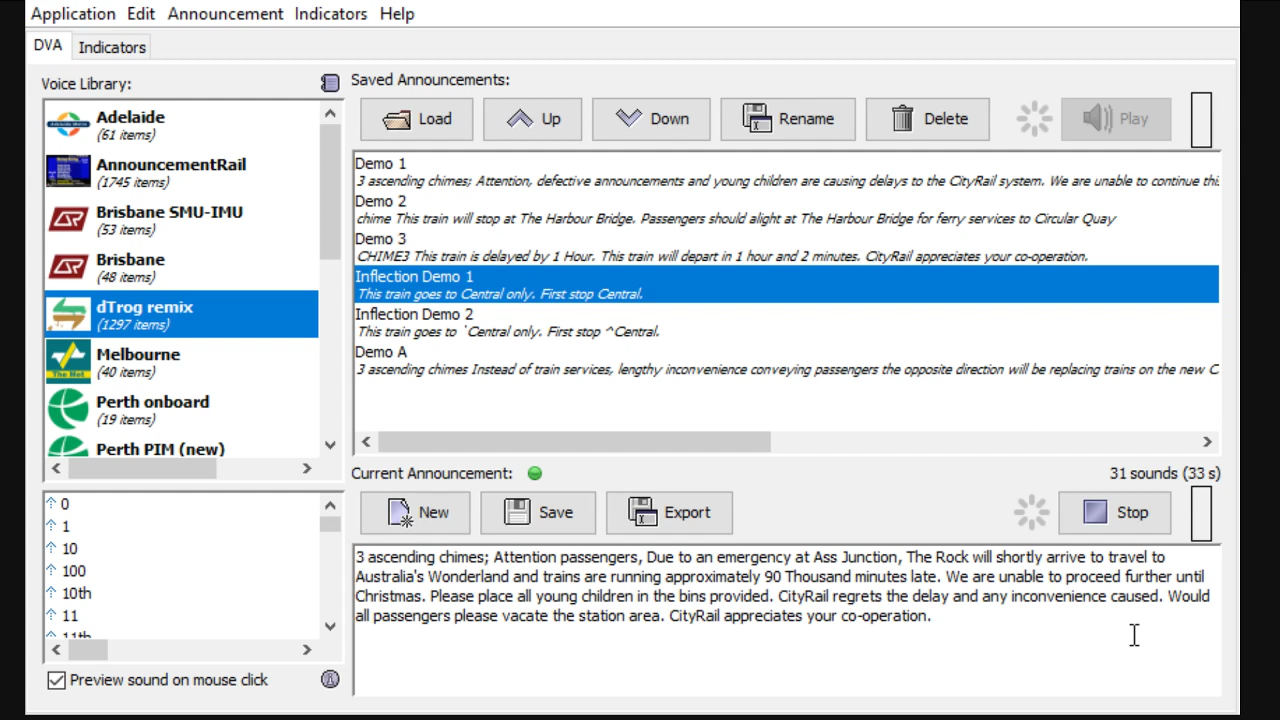 Application Edit Announcement Indicators Help
DVA Indicators
Voice Library:
Adelaide
(61 items)
AnnouncementRail
(1745 items)
Brisbane SMU-IMU
(53 items)
Brisbane
(48 items)
dTrog remix
(1297 items)
Melbourne
(40 items)
The Met
Perth onboard
(19 items)
Perth PIM (new)
0
1
10
100
10th
11
11th
Preview sound on mouse click
Saved Announcements:
Load Up Down Rename Delete Play
Demo 1
3 ascending chimes; Attention, defective announcements and young children are causing delays to the CityRail system. We are unable to continue this
Demo 2
chime This train will stop at The Harbour Bridge. Passengers should alight at The Harbour Bridge for ferry services to Circular Quay
Demo 3
CHIME3 This train is delayed by 1 Hour. This train will depart in 1 hour and 2 minutes. CityRail appreciates your co-operation.
Inflection Demo 1
This train goes to Central only. First stop Central.
Inflection Demo 2
This train goes to `Central only. First stop ^Central.
Demo A
3 ascending chimes Instead of train services, lengthy inconvenience conveying passengers the opposite direction will be replacing trains on the new C
Current Announcement: 31 sounds (33 s)
New Save Export Stop
3 ascending chimes; Attention passengers, Due to an emergency at Ass Junction, The Rock will shortly arrive to travel to
Australia's Wonderland and trains are running approximately 90 Thousand minutes late. We are unable to proceed further until
Christmas. Please place all young children in the bins provided. CityRail regrets the delay and any inconvenience caused. Would
all passengers please vacate the station area. CityRail appreciates your co-operation.